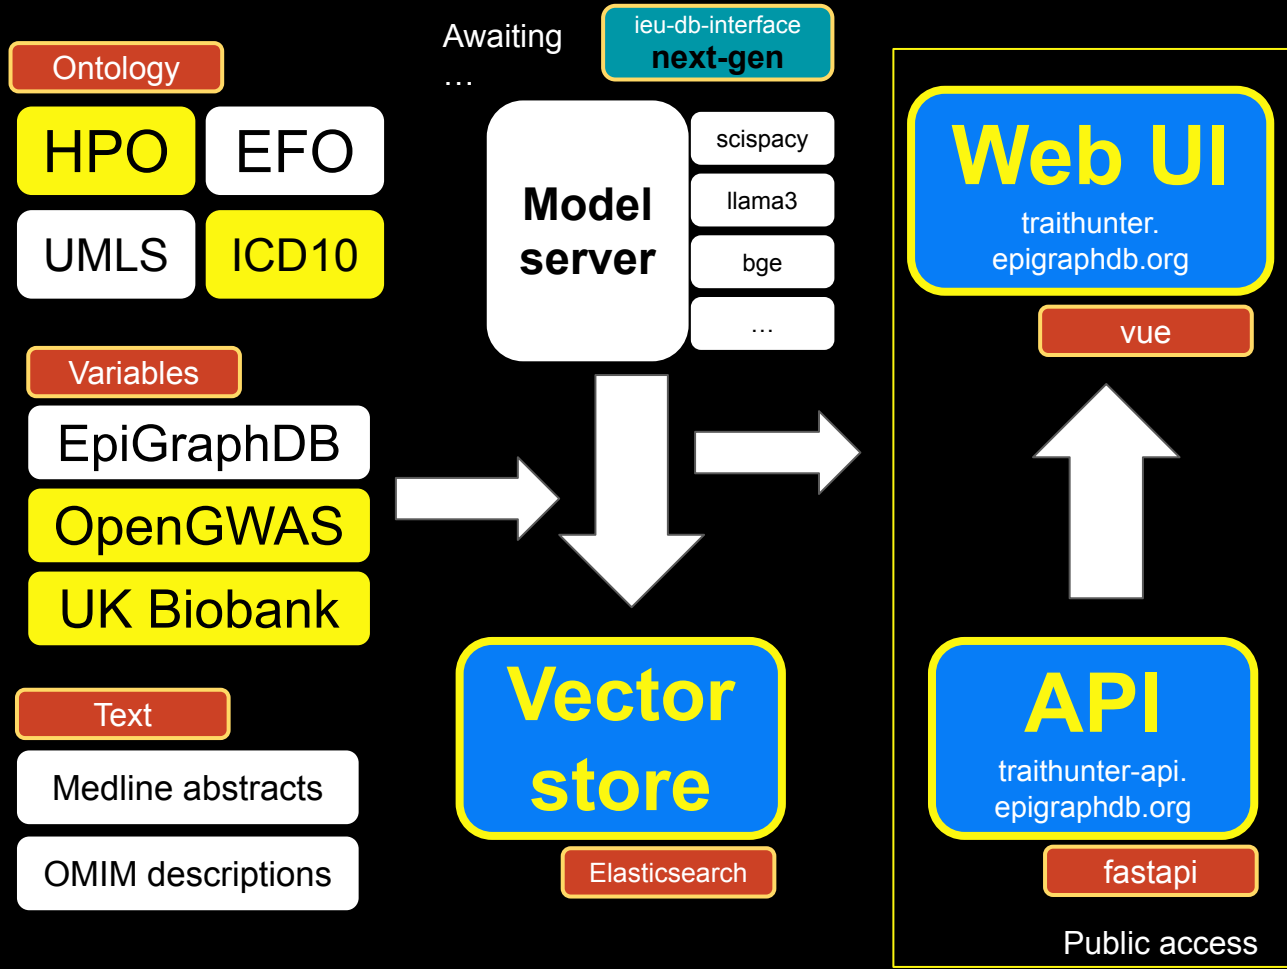 Ontology
HPO
EFO
UMLS
ICD10
Variables
EpiGraphDB
OpenGWAS
UK Biobank
Text
Medline abstracts
OMIM descriptions
Awaiting
…
ieu-db-interface
next-gen
Model
server
scispacy
llama3
bge
…
Vector
store
Elasticsearch
Web UI
traithunter.
epigraphdb.org
vue
API
traithunter-api.
epigraphdb.org
fastapi
Public access